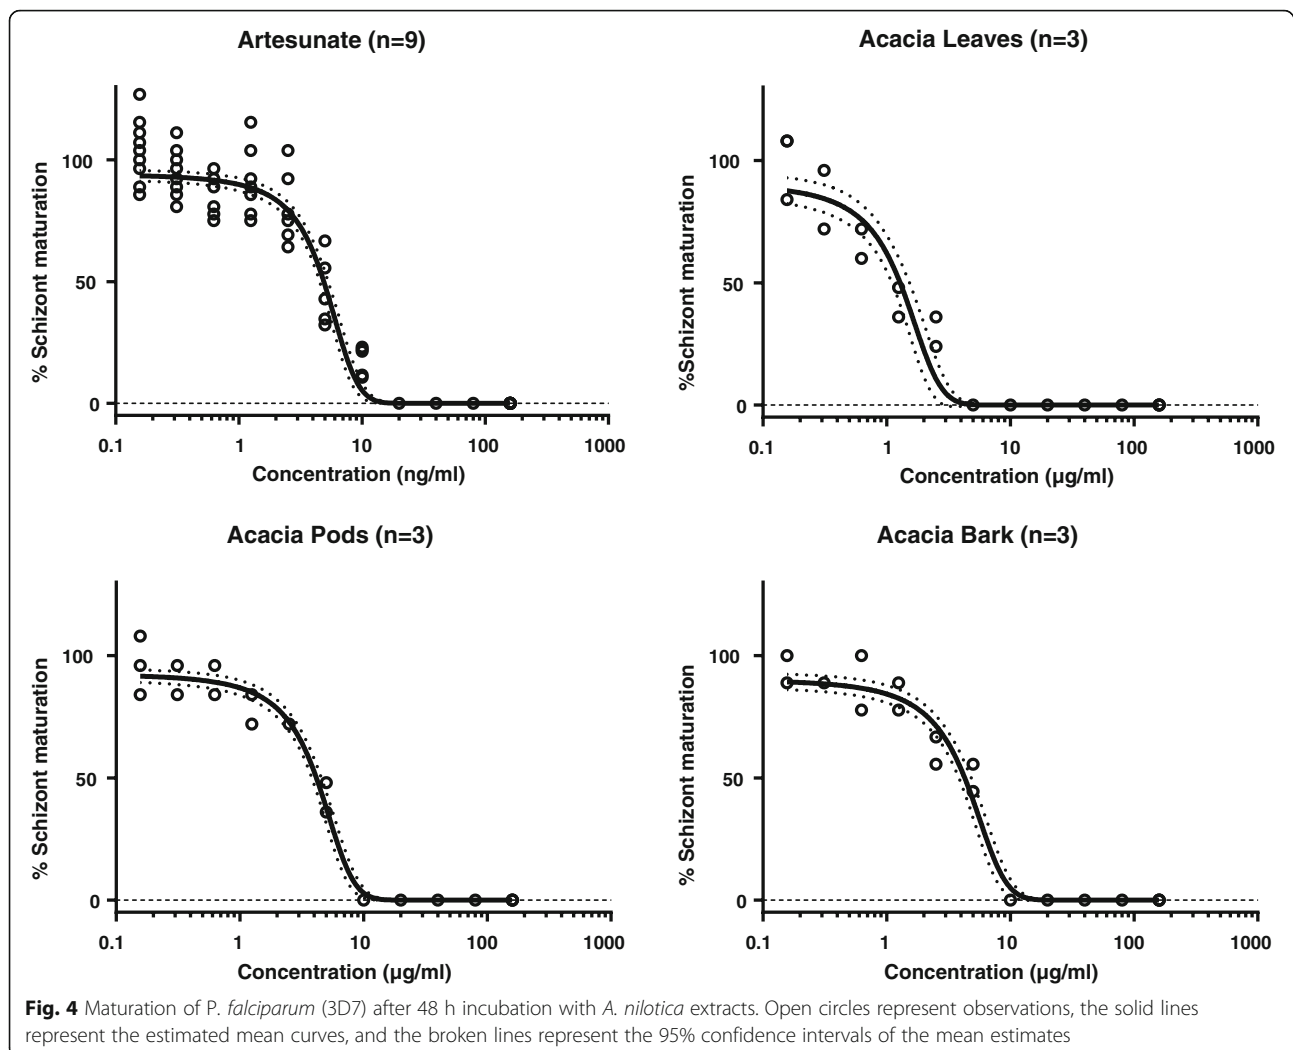 Artesunate (n=9)
% Schizont maturation
100
50
0
0.1 1 10 100 1000
Concentration (ng/ml)
Acacia Leaves (n=3)
%Schizont maturation
100
50
0
0.1 1 10 100 1000
Concentration (µg/ml)
Acacia Pods (n=3)
% Schizont maturation
100
50
0
0.1 1 10 100 1000
Concentration (µg/ml)
Acacia Bark (n=3)
% Schizont maturation
100
50
0
0.1 1 10 100 1000
Concentration (µg/ml)
Fig. 4 Maturation of P. falciparum (3D7) after 48 h incubation with A. nilotica extracts. Open circles represent observations, the solid lines
represent the estimated mean curves, and the broken lines represent the 95% confidence intervals of the mean estimates